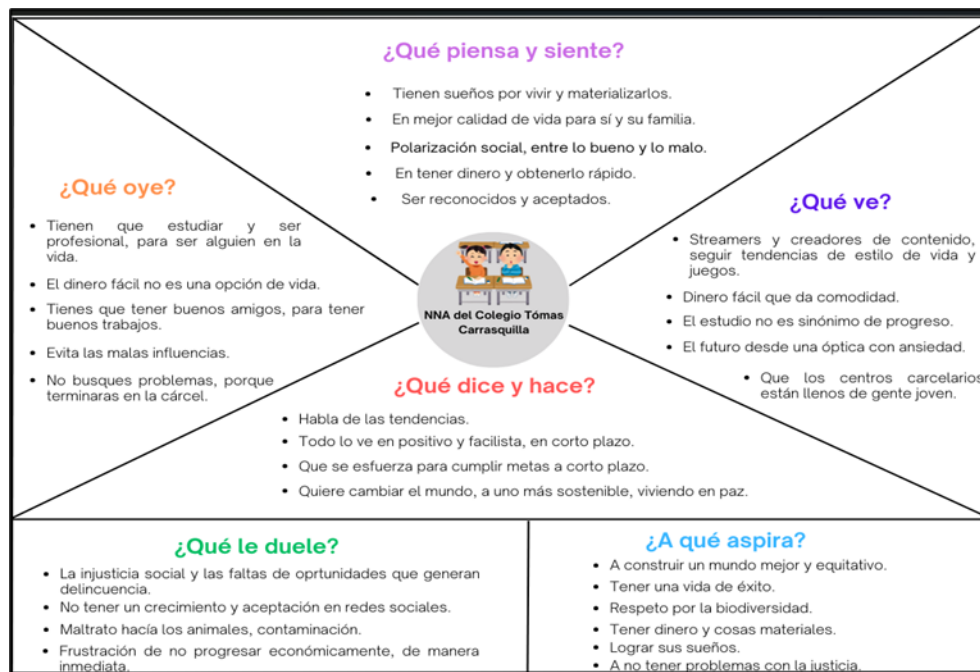 ¿Qué piensa y siente?
• Tienen sueños por vivir y materializarlos.
• En mejor calidad de vida para sí y su familia.
• Polarización social, entre lo bueno y lo malo.
• En tener dinero y obtenerlo rápido.
• Ser reconocidos y aceptados.
¿Qué oye?
• Tienen que estudiar y ser
profesional, para ser alguien en la
vida.
• El dinero fácil no es una opción de vida.
• Tienes que tener buenos amigos, para tener
buenos trabajos.
• Evita las malas influencias.
• No busques problemas, porque
terminaras en la cárcel.
NNA del Colegio Tómas
Carrasquilla
¿Qué ve?
• Streamers y creadores de contenido,
seguir tendencias de estilo de vida y
juegos.
• Dinero fácil que da comodidad.
• El estudio no es sinónimo de progreso.
• El futuro desde una óptica con ansiedad.
• Que los centros carcelarios
están llenos de gente joven.
¿Qué dice y hace?
• Habla de las tendencias.
• Todo lo ve en positivo y facilista, en corto plazo.
• Que se esfuerza para cumplir metas a corto plazo.
• Quiere cambiar el mundo, a uno más sostenible, viviendo en paz.
¿Qué le duele?
• La injusticia social y las faltas de oprtunidades que generan
delincuencia.
• No tener un crecimiento y aceptación en redes sociales.
• Maltrato hacía los animales, contaminación.
• Frustración de no progresar económicamente, de manera
inmediata.
¿A qué aspira?
• A construir un mundo mejor y equitativo.
• Tener una vida de éxito.
• Respeto por la biodiversidad.
• Tener dinero y cosas materiales.
• Lograr sus sueños.
• A no tener problemas con la justicia.